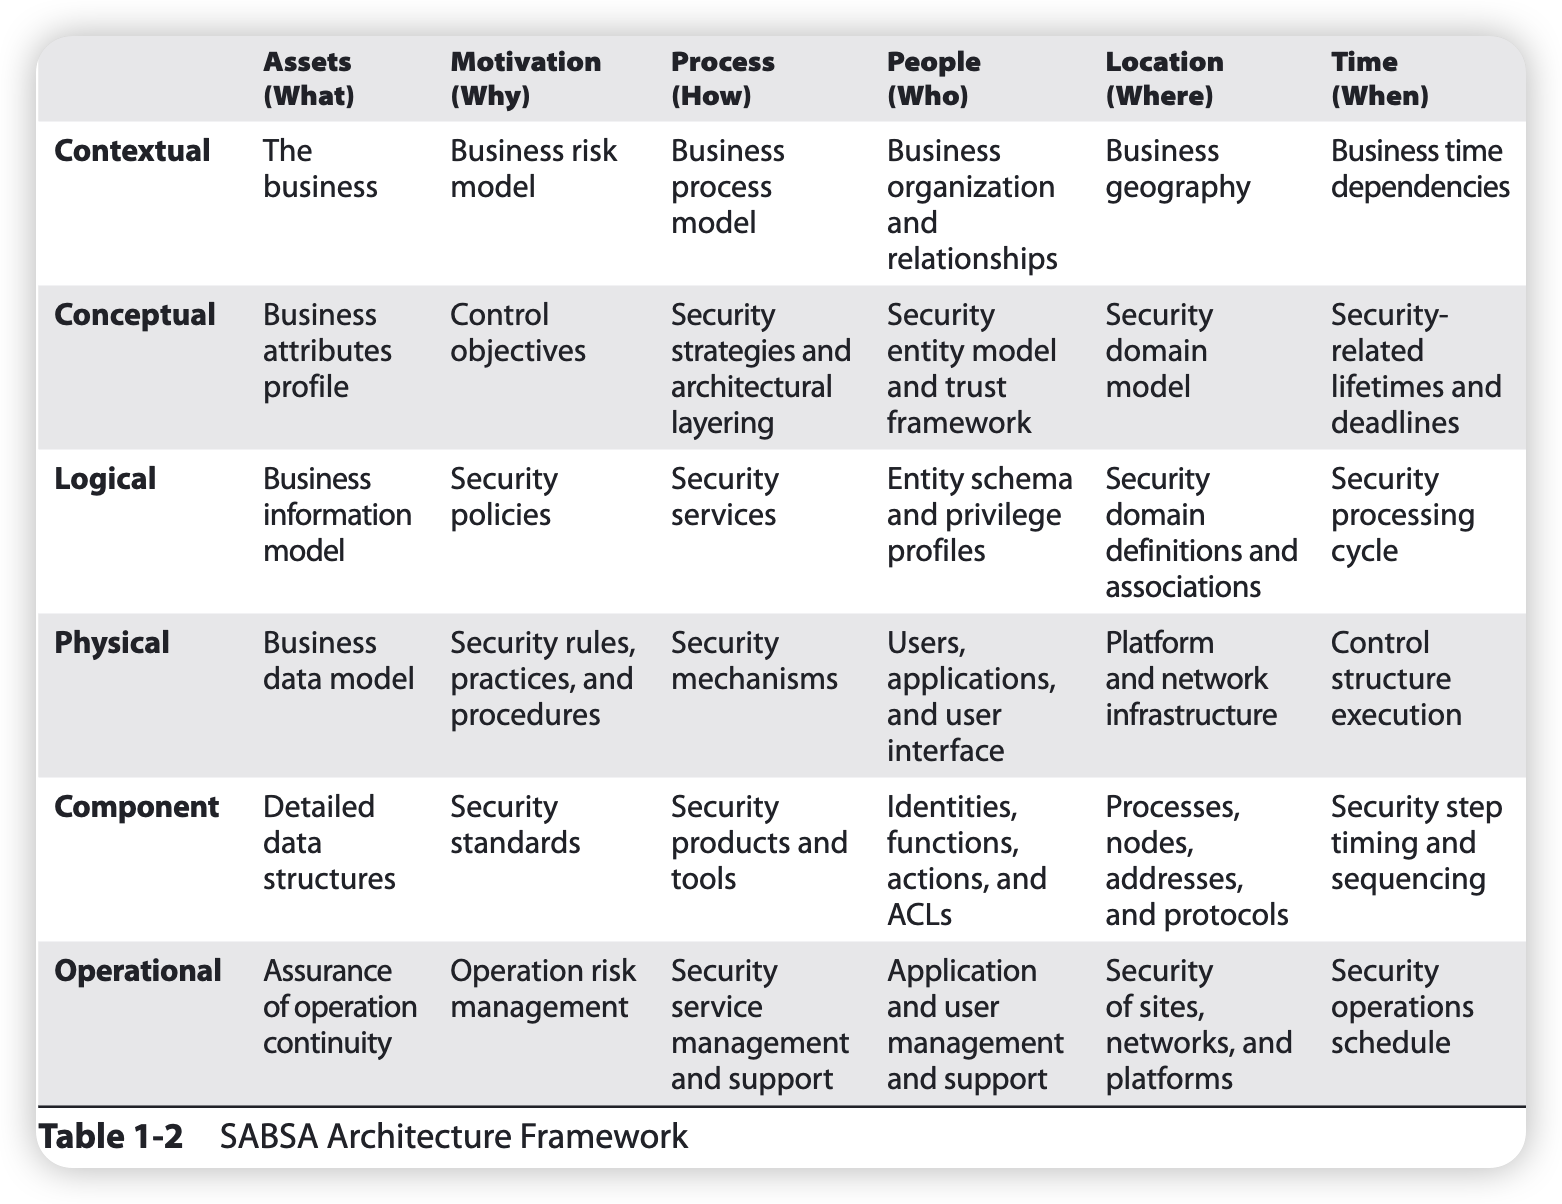 Assets Motivation Process People Location Time
(What) (Why) (How) (Who) (Where) (When)
Contextual The Business risk Business Business Business Business time
business model process organization geography dependencies
model and
relationships
Conceptual Business Control Security Security Security Security-
attributes objectives strategies and entity model domain related
profile architectural and trust model lifetimes and
layering framework deadlines
Logical Business Security Security Entity schema Security Security
information policies services and privilege domain processing
model profiles definitions and cycle
associations
Physical Business Security rules, Security Users, Platform Control
data model practices, and mechanisms applications, and network structure
procedures and user infrastructure execution
interface
Component Detailed Security Security Identities, Processes, Security step
data standards products and functions, nodes, timing and
structures tools actions, and addresses, sequencing
ACLs and protocols
Operational Assurance Operation risk Security Application Security Security
of operation management service and user of sites, operations
continuity management management networks, and schedule
and support and support platforms
Table 1-2 SABSA Architecture Framework